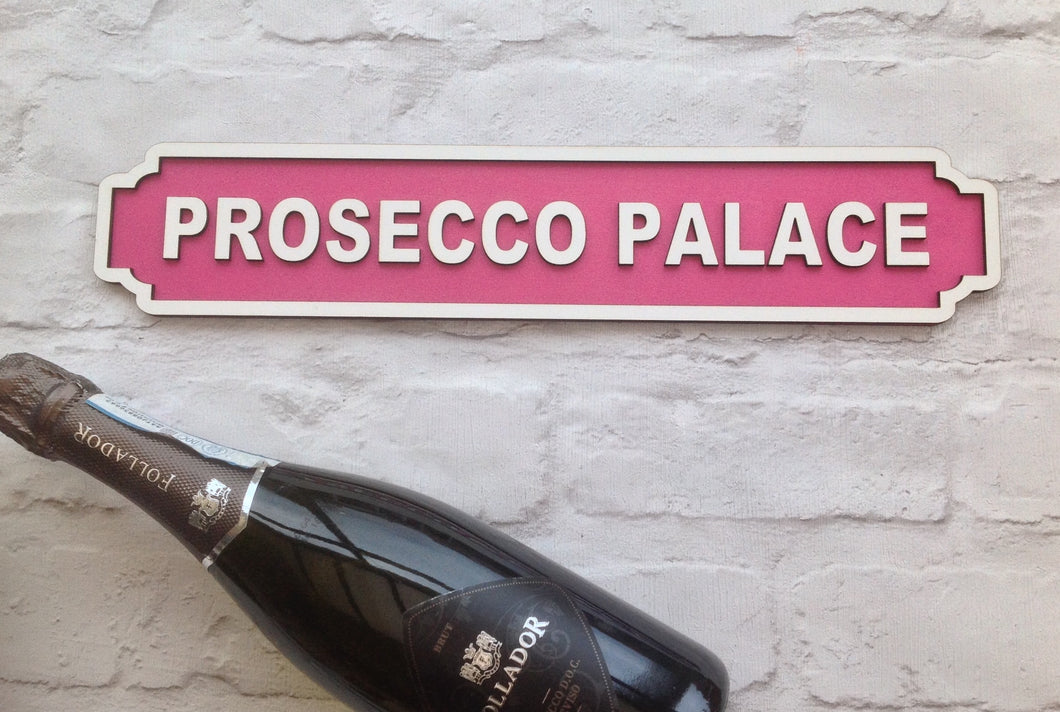 PROSECCO PALACE
FOLLADOR
BRUT
FOLLADOR
D.O.C.